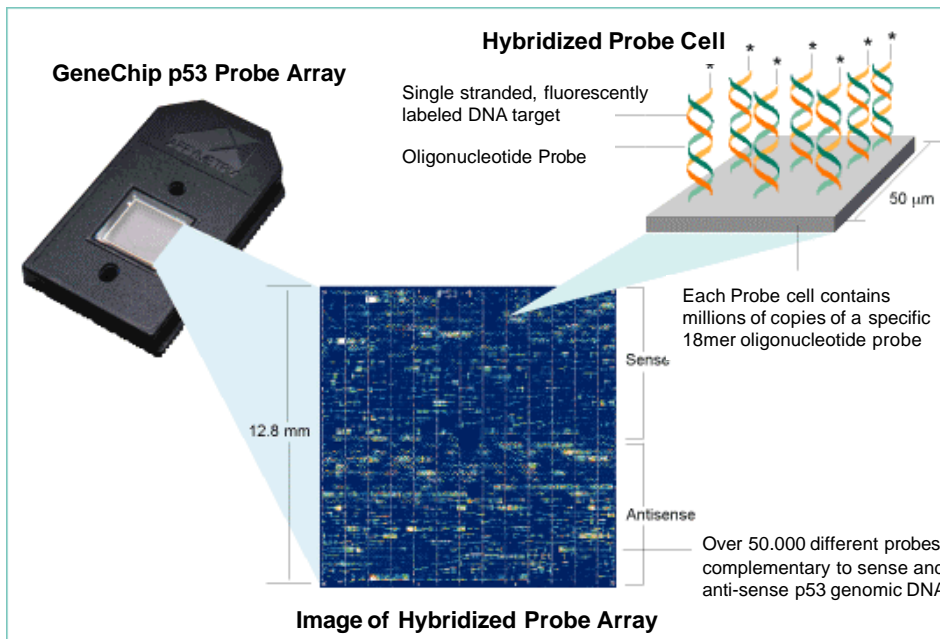 Hybridized Probe Cell
GeneChip p53 Probe Array
Single stranded, fluorescently
labeled DNA target
Oligonucleotide Probe
* * * * * * *
50 µm
Each Probe cell contains
millions of copies of a specific
18mer oligonucleotide probe
AFFYMETRIX
12.8 mm
Sense
Antisense
Over 50.000 different probes
complementary to sense and
anti-sense p53 genomic DNA
Image of Hybridized Probe Array